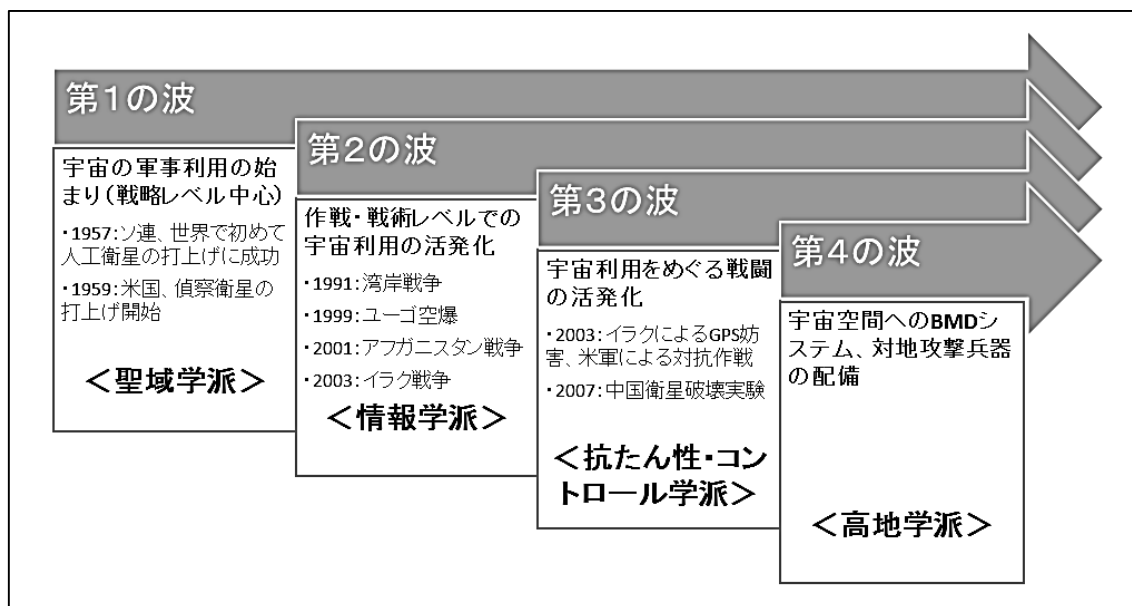 第1の波
宇宙の軍事利用の始
まり(戦略レベル中心)
・1957:ソ連、世界で初めて
人工衛星の打上げに成功
・1959:米国、偵察衛星の
打上げ開始
<聖域学派>
第2の波
作戦・戦術レベルでの
宇宙利用の活発化
・1991:湾岸戦争
・1999:ユーゴ空爆
・2001:アフガニスタン戦争
・2003:イラク戦争
<情報学派>
第3の波
宇宙利用をめぐる戦闘
の活発化
・2003:イラクによるGPS妨
害、米軍による対抗作戦
・2007:中国衛星破壊実験
<抗たん性・コン
トロール学派>
第4の波
宇宙空間へのBMDシ
ステム、対地攻撃兵器
の配備
<高地学派>